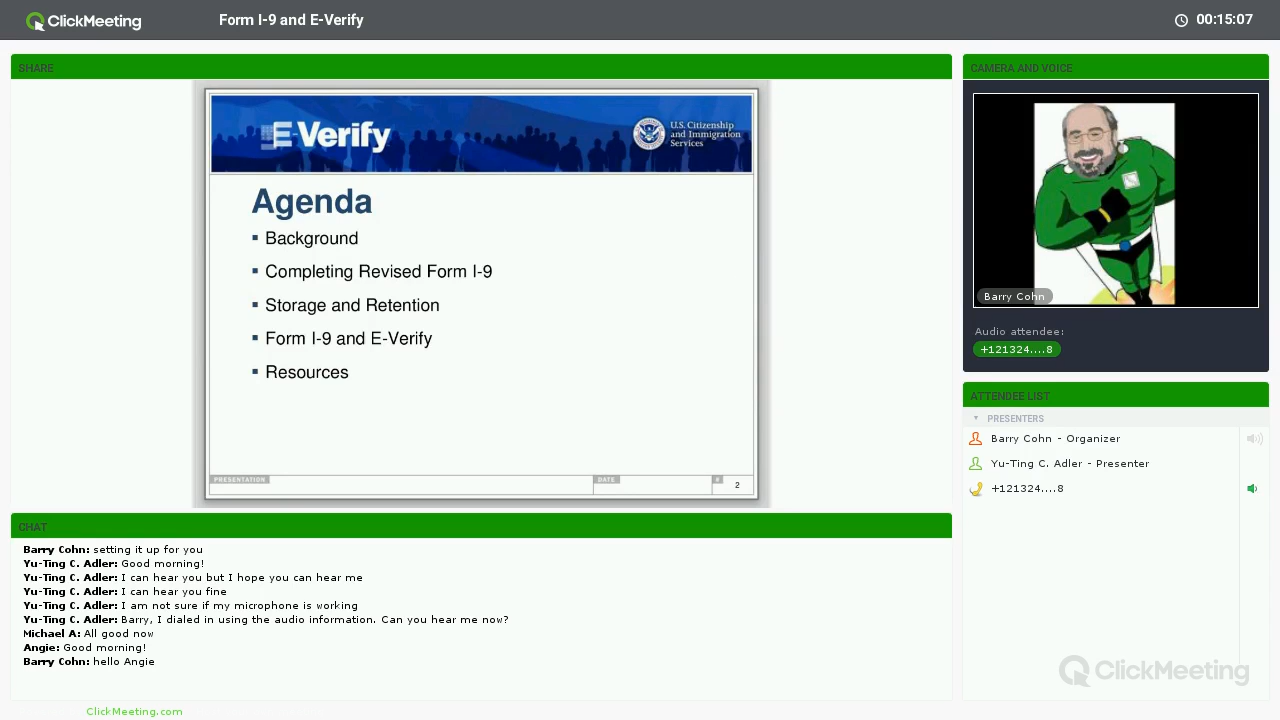 ClickMeeting
Form I-9 and E-Verify
00:15:07
SHARE
E-Verify
U.S. Citizenship
and Immigration
Services
Agenda
Background
Completing Revised Form I-9
Storage and Retention
Form I-9 and E-Verify
Resources
PRESENTATION
DATE
#
2
CAMERA AND VOICE
Barry Cohn
Audio attendee:
+121324....8
ATTENDEE LIST
PRESENTERS
Barry Cohn - Organizer
Yu-Ting C. Adler - Presenter
+121324....8
CHAT
Barry Cohn: setting it up for you
Yu-Ting C. Adler: Good morning!
Yu-Ting C. Adler: I can hear you but I hope you can hear me
Yu-Ting C. Adler: I can hear you fine
Yu-Ting C. Adler: I am not sure if my microphone is working
Yu-Ting C. Adler: Barry, I dialed in using the audio information. Can you hear me now?
Michael A: All good now
Angie: Good morning!
Barry Cohn: hello Angie
ClickMeeting
ClickMeeting.com